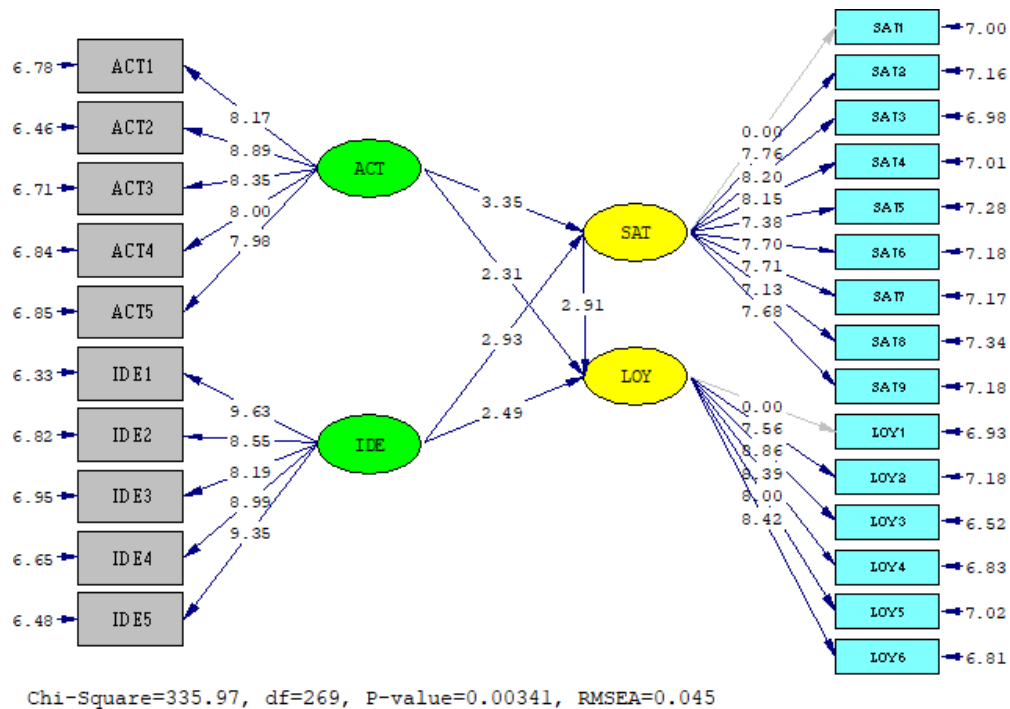 6.78 ACT1
6.46 ACT2
6.71 ACT3
6.84 ACT4
6.85 ACT5
6.33 IDE1
6.82 IDE2
6.95 IDE3
6.65 IDE4
6.48 IDE5
8.17
8.89
8.35
8.00
7.98
9.63
8.55
8.19
8.99
9.35
ACT
IDE
3.35
2.31
2.93
2.49
2.91
SAT
LOY
0.00
7.76
8.20
8.15
7.38
7.70
7.71
7.13
7.68
0.00
7.56
8.86
8.39
8.00
8.42
SAT1 7.00
SAT2 7.16
SAT3 6.98
SAT4 7.01
SAT5 7.28
SAT6 7.18
SAT7 7.17
SAT8 7.34
SAT9 7.18
LOY1 6.93
LOY2 7.18
LOY3 6.52
LOY4 6.83
LOY5 7.02
LOY6 6.81
Chi-Square=335.97, df=269, P-value=0.00341, RMSEA=0.045